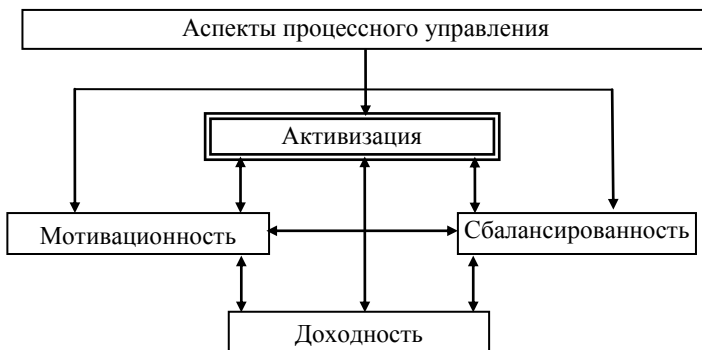 Аспекты процессного управления
Активизация
Мотивационность
Сбалансированность
Доходность